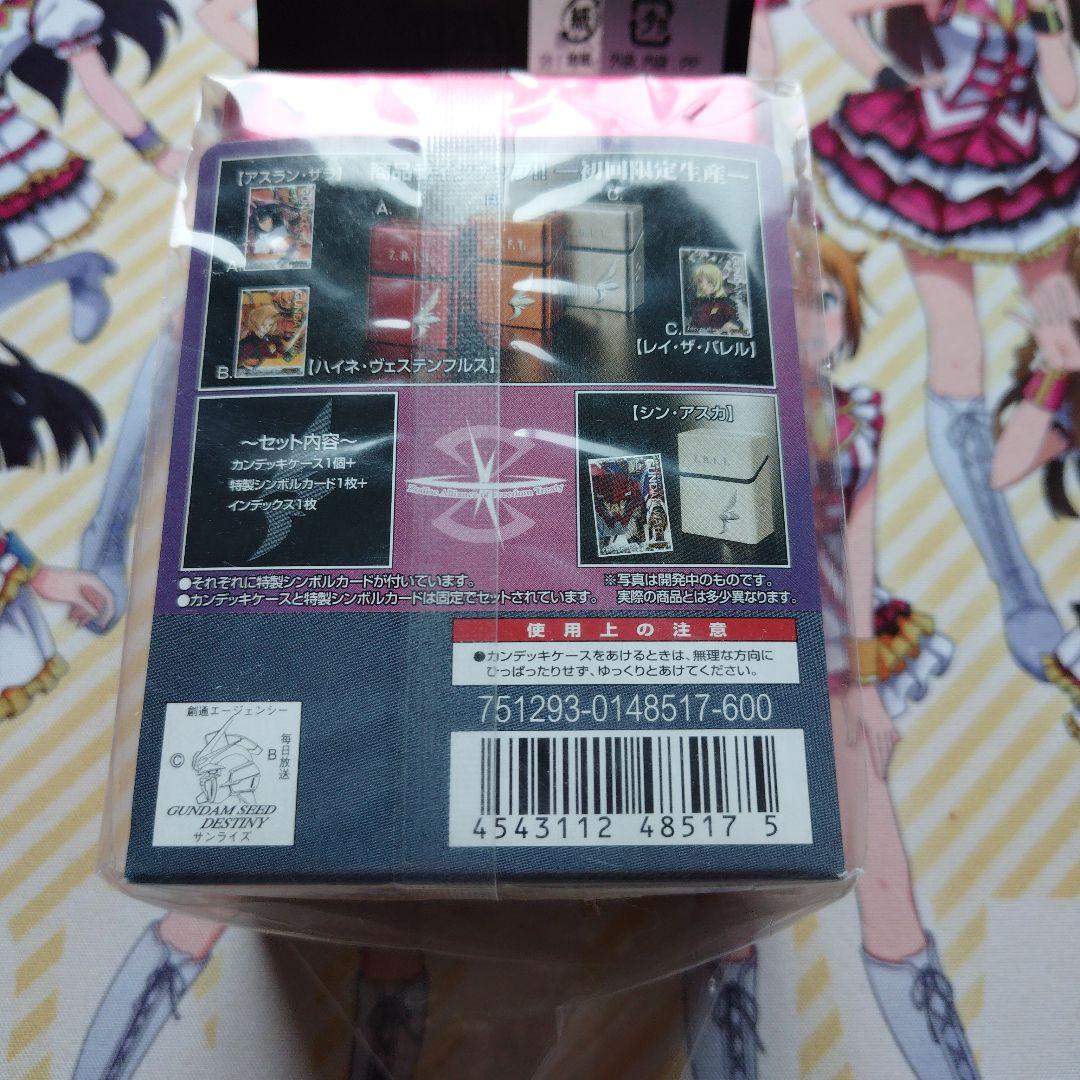 紙
【アスラン・ザラ】
―初回限定生産―
A.
B.
C.
Z.A.F.T.
A.
B.
【ハイネ・ヴェステンフルス】
C.
【レイ・ザ・バレル】
～セット内容～
カンデッキケース1個+
特製シンボルカード1枚+
インデックス1枚
Zodiac Alliance of Freedom Treaty
【シン・アスカ】
Z.A.F.T.
●それぞれに特製シンボルカードが付いています。
●カンデッキケースと特製シンボルカードは固定でセットされています。
※写真は開発中のものです。
実際の商品とは多少異なります。
使用上の注意
●カンデッキケースをあけるときは、無理な方向に
ひっぱったりせず、ゆっくりとあけてください。
751293-0148517-600
4543112 485175
創通エージェンシー
© B
毎日放送
GUNDAM SEED
DESTINY
サンライズ